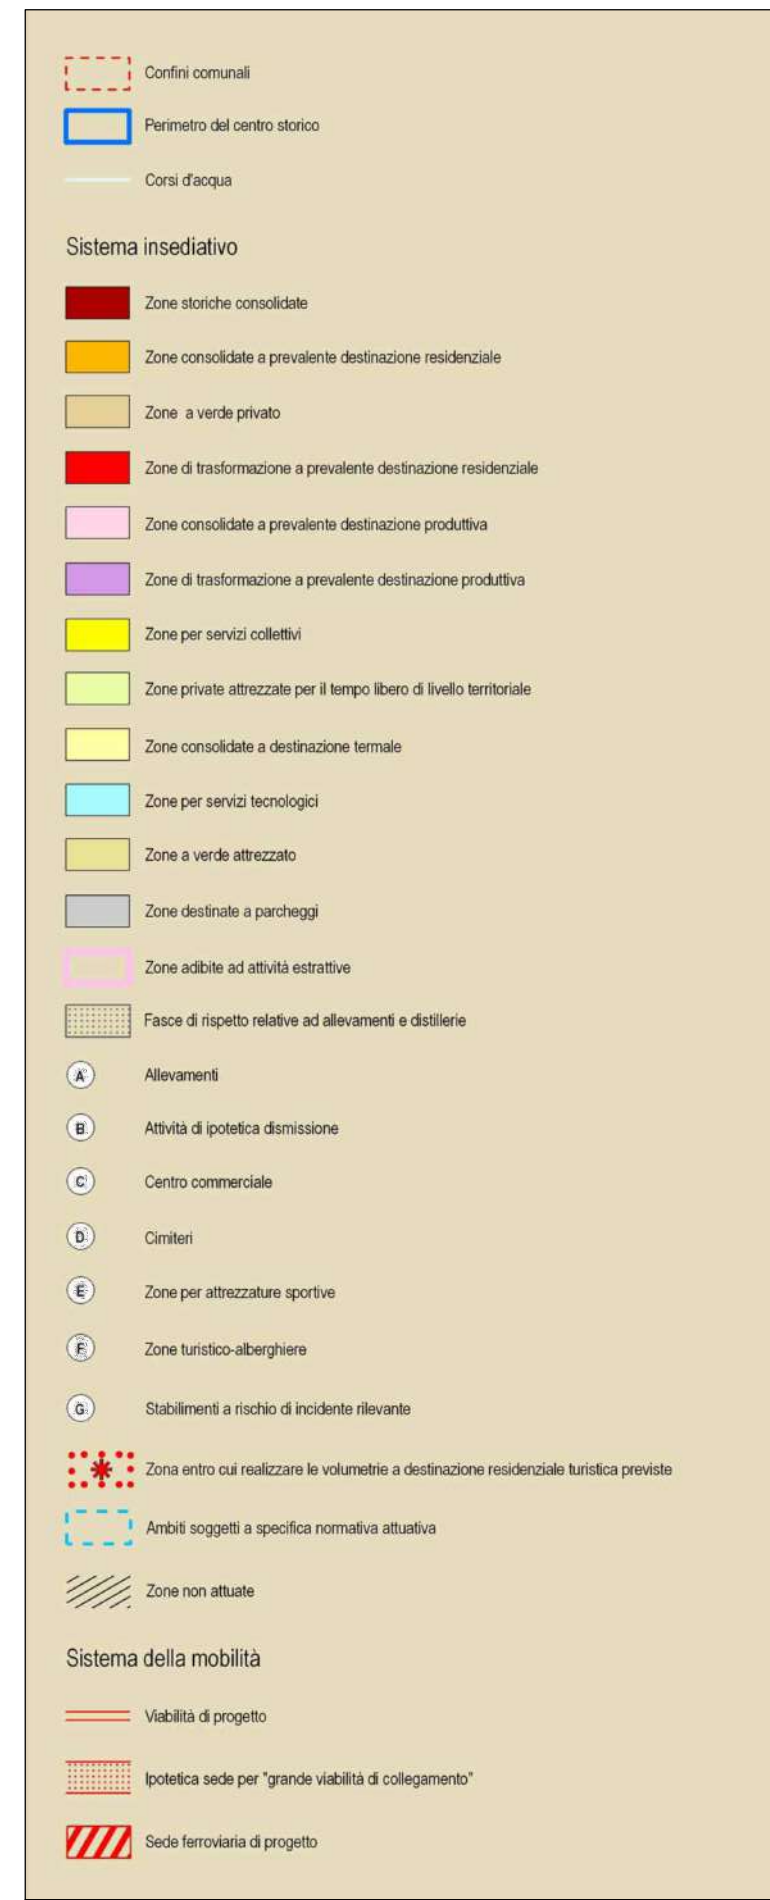 Confini comunali
Perimetro del centro storico
Corsi d'acqua
Sistema insediativo
Zone storiche consolidate
Zone consolidate a prevalente destinazione residenziale
Zone a verde privato
Zone di trasformazione a prevalente destinazione residenziale
Zone consolidate a prevalente destinazione produttiva
Zone di trasformazione a prevalente destinazione produttiva
Zone per servizi collettivi
Zone private attrezzate per il tempo libero di livello territoriale
Zone consolidate a destinazione termale
Zone per servizi tecnologici
Zone a verde attrezzato
Zone destinate a parcheggi
Zone adibite ad attività estrattive
Fasce di rispetto relative ad allevamenti e distillerie
A Allevamenti
B Attività di ipotetica dismissione
C Centro commerciale
D Cimiteri
E Zone per attrezzature sportive
F Zone turistico-alberghiere
G Stabilimenti a rischio di incidente rilevante
Zona entro cui realizzare le volumetrie a destinazione residenziale turistica previste
Ambiti soggetti a specifica normativa attuativa
Zone non attuate
Sistema della mobilità
Viabilità di progetto
Ipotetica sede per "grande viabilità di collegamento"
Sede ferroviaria di progetto